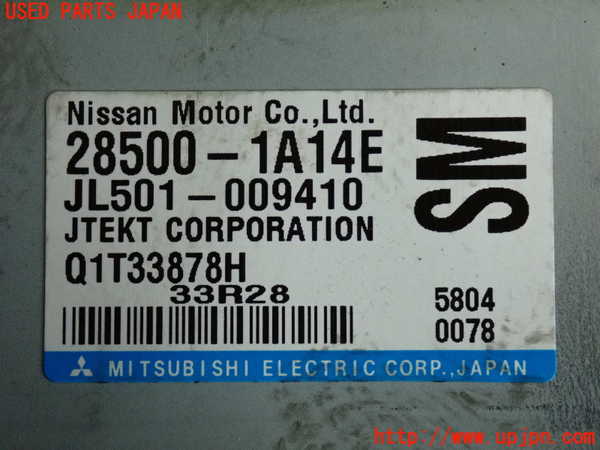 USED PARTS JAPAN
Nissan Motor Co.,Ltd.
28500-1A14E
SM
JL501-009410
JTEKT CORPORATION
Q1T33878H
33R28
5804
0078
MITSUBISHI ELECTRIC CORP.,JAPAN
http://www.upjpn.com